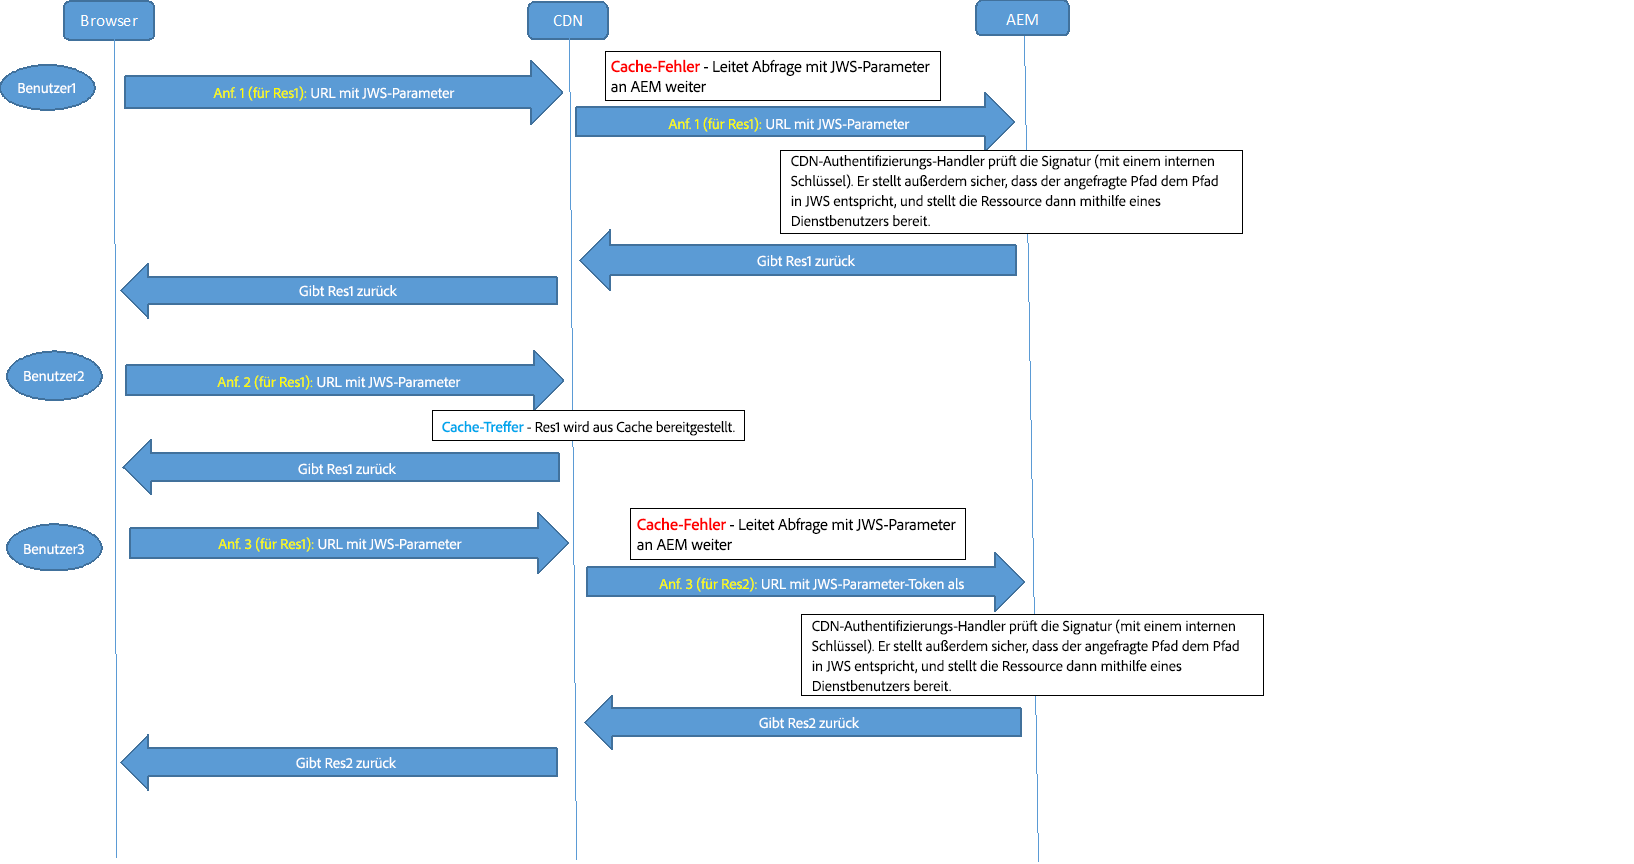 Browser
CDN
AEM
Benutzer1
Anf. 1 (für Res1): URL mit JWS-Parameter
Cache-Fehler - Leitet Abfrage mit JWS-Parameter
an AEM weiter
Anf. 1 (für Res1): URL mit JWS-Parameter
CDN-Authentifizierungs-Handler prüft die Signatur (mit einem internen
Schlüssel). Er stellt außerdem sicher, dass der angefragte Pfad dem Pfad
in JWS entspricht, und stellt die Ressource dann mithilfe eines
Dienstbenutzers bereit.
Gibt Res1 zurück
Gibt Res1 zurück
Benutzer2
Anf. 2 (für Res1): URL mit JWS-Parameter
Cache-Treffer - Res1 wird aus Cache bereitgestellt.
Gibt Res1 zurück
Benutzer3
Anf. 3 (für Res1): URL mit JWS-Parameter
Cache-Fehler - Leitet Abfrage mit JWS-Parameter
an AEM weiter
Anf. 3 (für Res2): URL mit JWS-Parameter-Token als
CDN-Authentifizierungs-Handler prüft die Signatur (mit einem internen
Schlüssel). Er stellt außerdem sicher, dass der angefragte Pfad dem Pfad
in JWS entspricht, und stellt die Ressource dann mithilfe eines
Dienstbenutzers bereit.
Gibt Res2 zurück
Gibt Res2 zurück